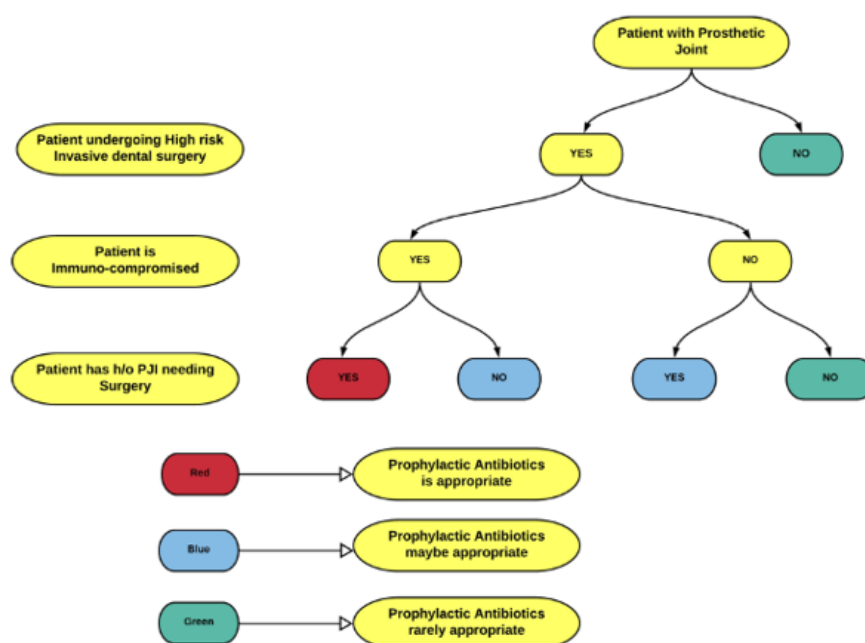 Patient with Prosthetic
Joint
Patient undergoing High risk
Invasive dental surgery
YES
NO
Patient is
Immuno-compromised
YES
NO
Patient has h/o PJI needing
Surgery
YES
NO
YES
NO
Red
Prophylactic Antibiotics
is appropriate
Blue
Prophylactic Antibiotics
maybe appropriate
Green
Prophylactic Antibiotics
rarely appropriate